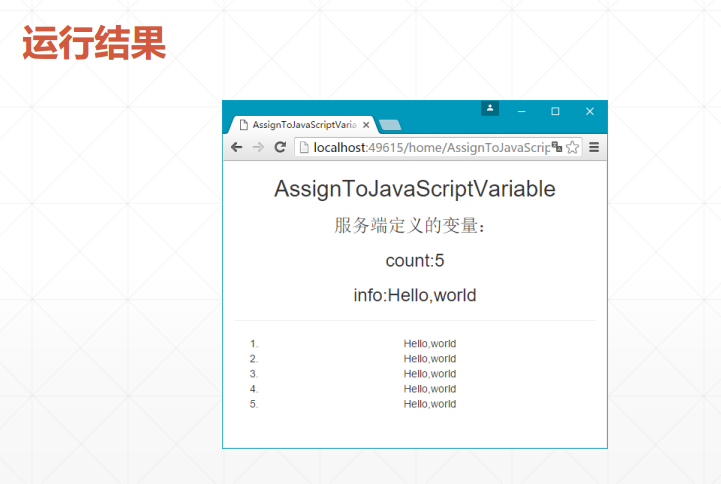 运行结果
AssignToJavaScriptVaria
localhost:49615/home/AssignToJavaScrip
AssignToJavaScriptVariable
服务端定义的变量：
count:5
info:Hello,world
1. Hello,world
2. Hello,world
3. Hello,world
4. Hello,world
5. Hello,world